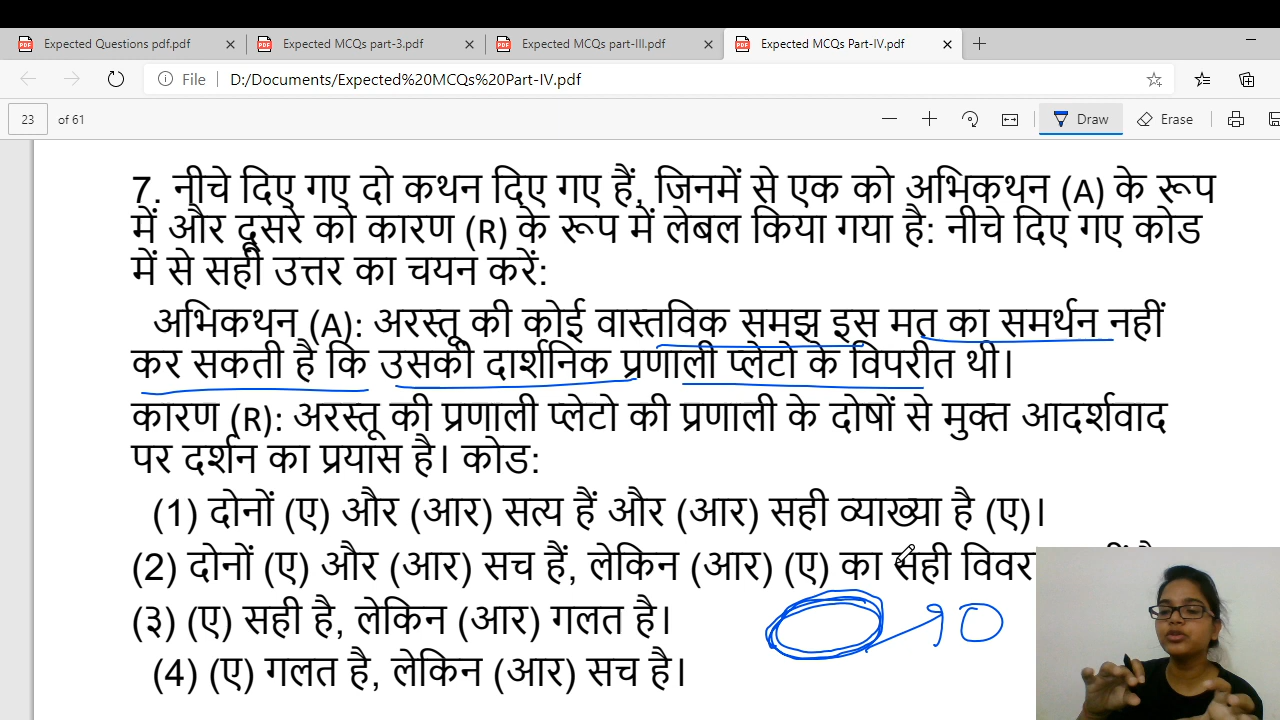 Expected Questions pdf.pdf
Expected MCQs part-3.pdf
Expected MCQs part-III.pdf
Expected MCQs Part-IV.pdf
File D:/Documents/Expected%20MCQs%20Part-IV.pdf
23 of 61 Draw Erase
7. नीचे दिए गए दो कथन दिए गए हैं, जिनमें से एक को अभिकथन (A) के रूप
में और दूसरे को कारण (R) के रूप में लेबल किया गया है: नीचे दिए गए कोड
में से सही उत्तर का चयन करें:
अभिकथन (A): अरस्तू की कोई वास्तविक समझ इस मत का समर्थन नहीं
कर सकती है कि उसकी दार्शनिक प्रणाली प्लेटो के विपरीत थी।
कारण (R): अरस्तू की प्रणाली प्लेटो की प्रणाली के दोषों से मुक्त आदर्शवाद
पर दर्शन का प्रयास है। कोड:
(1) दोनों (ए) और (आर) सत्य हैं और (आर) सही व्याख्या है (ए)।
(2) दोनों (ए) और (आर) सच हैं, लेकिन (आर) (ए) का सही
(३) (ए) सही है, लेकिन (आर) गलत है।
(4) (ए) गलत है, लेकिन (आर) सच है।